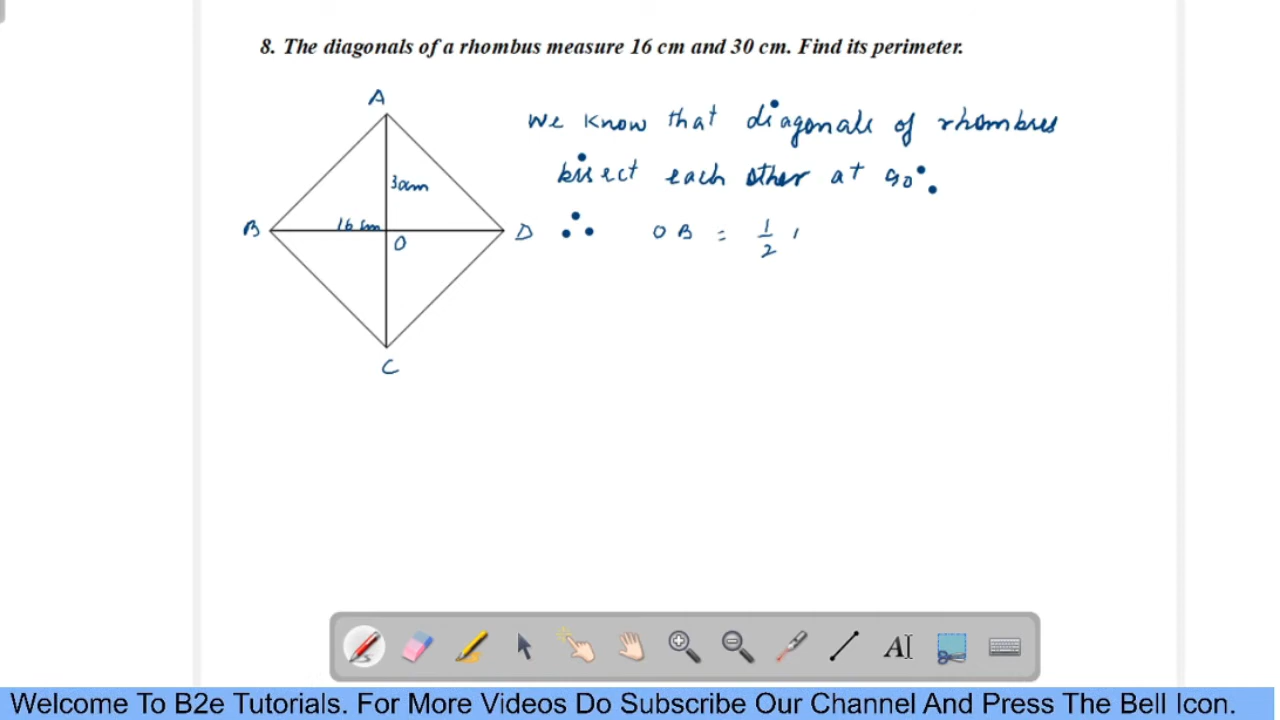 8. The diagonals of a rhombus measure 16 cm and 30 cm. Find its perimeter.
A
We know that diagonals of rhombus
bisect each other at 90°.
30cm
B 16 cm D ∴ OB = 1/2
O
C
AI
Welcome To B2e Tutorials. For More Videos Do Subscribe Our Channel And Press The Bell Icon.